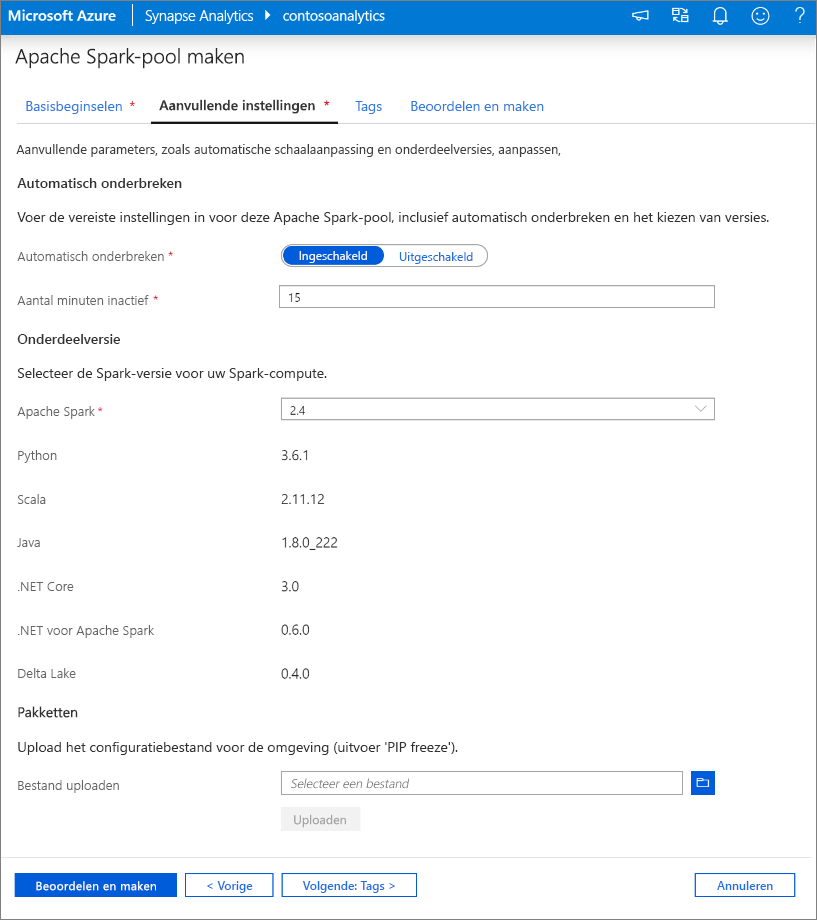 Microsoft Azure Synapse Analytics contosoanalytics ?
Apache Spark-pool maken
Basisbeginselen * Aanvullende instellingen * Tags Beoordelen en maken
Aanvullende parameters, zoals automatische schaalaanpassing en onderdeelversies, aanpassen,
Automatisch onderbreken
Voer de vereiste instellingen in voor deze Apache Spark-pool, inclusief automatisch onderbreken en het kiezen van versies.
Automatisch onderbreken * Ingeschakeld Uitgeschakeld
Aantal minuten inactief * 15
Onderdeelversie
Selecteer de Spark-versie voor uw Spark-compute.
Apache Spark * 2.4
Python 3.6.1
Scala 2.11.12
Java 1.8.0_222
.NET Core 3.0
.NET voor Apache Spark 0.6.0
Delta Lake 0.4.0
Pakketten
Upload het configuratiebestand voor de omgeving (uitvoer 'PIP freeze').
Bestand uploaden Selecteer een bestand
Uploaden
Beoordelen en maken < Vorige Volgende: Tags > Annuleren